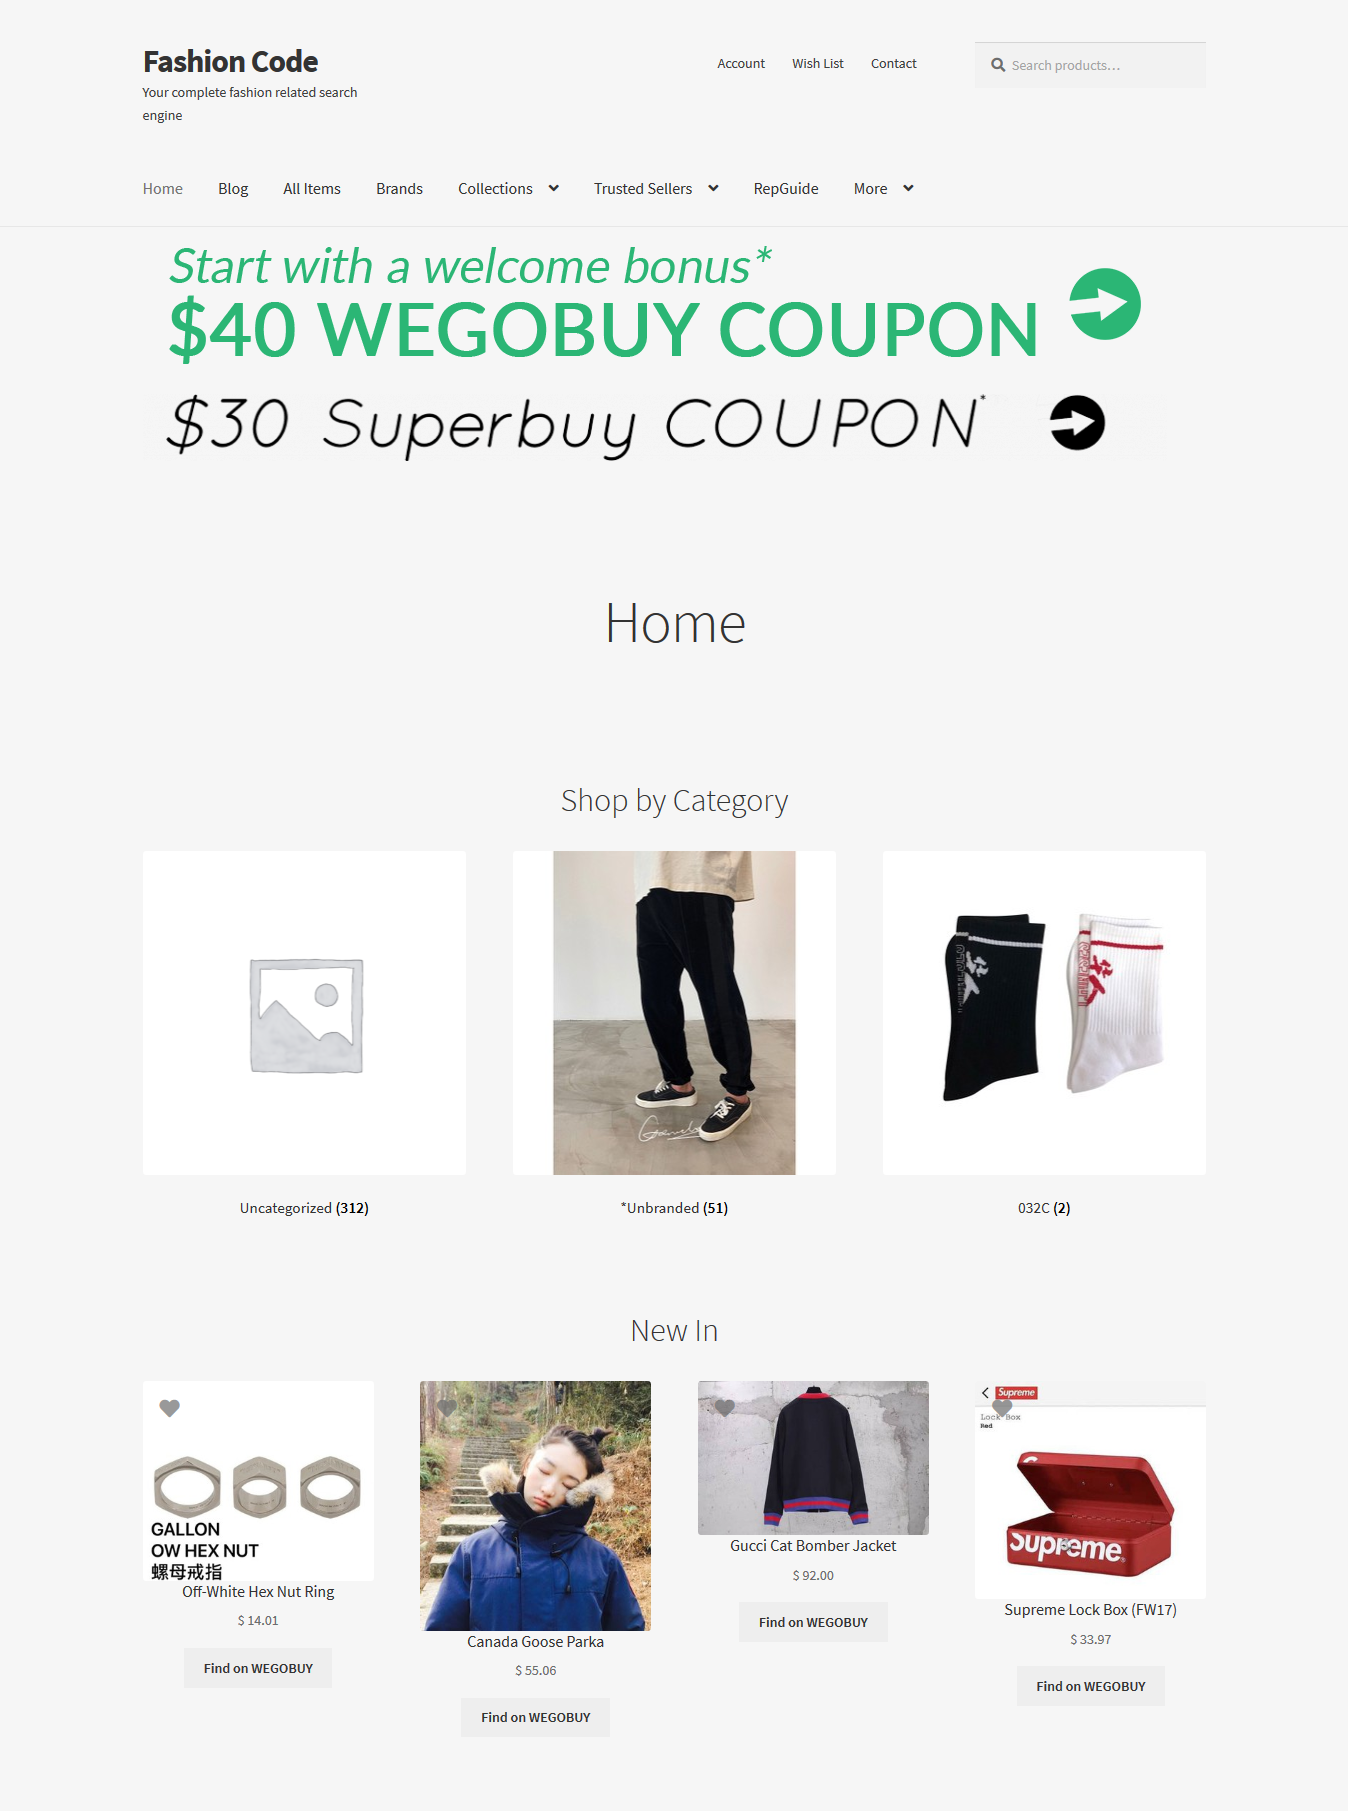 Fashion Code
Your complete fashion related search
engine
Account
Wish List
Contact
Search products…
Home
Blog
All Items
Brands
Collections
Trusted Sellers
RepGuide
More
Start with a welcome bonus*
$40 WEGOBUY COUPON
$30 Superbuy COUPON*
Home
Shop by Category
Uncategorized (312)
*Unbranded (51)
032C (2)
New In
GALLON
OW HEX NUT
螺母戒指
Off-White Hex Nut Ring
$ 14.01
Find on WEGOBUY
Canada Goose Parka
$ 55.06
Find on WEGOBUY
Gucci Cat Bomber Jacket
$ 92.00
Find on WEGOBUY
Supreme
Lock Box
Red
Supreme
Supreme Lock Box (FW17)
$ 33.97
Find on WEGOBUY